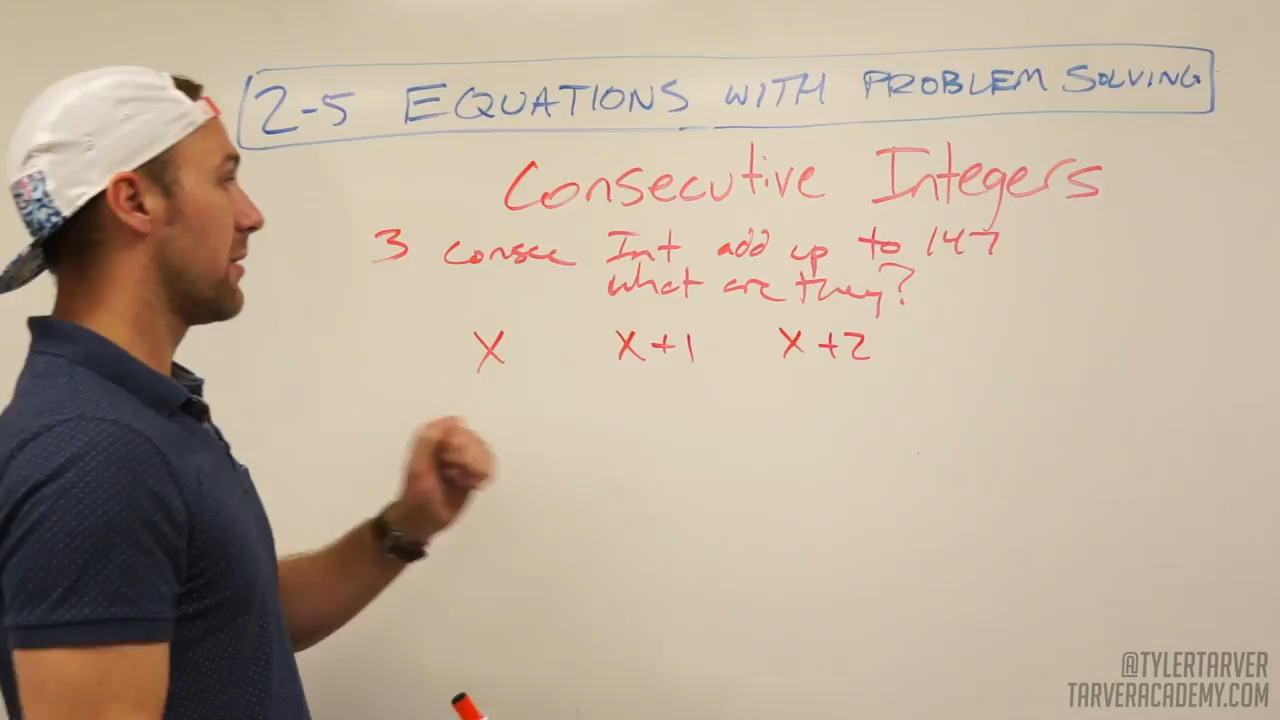 2-5 EQUATIONS WITH PROBLEM SOLVING
Consecutive Integers
3 consec Int add up to 147
what are they?
X X+1 X+2
@TYLERTARVER
TARVERACADEMY.COM